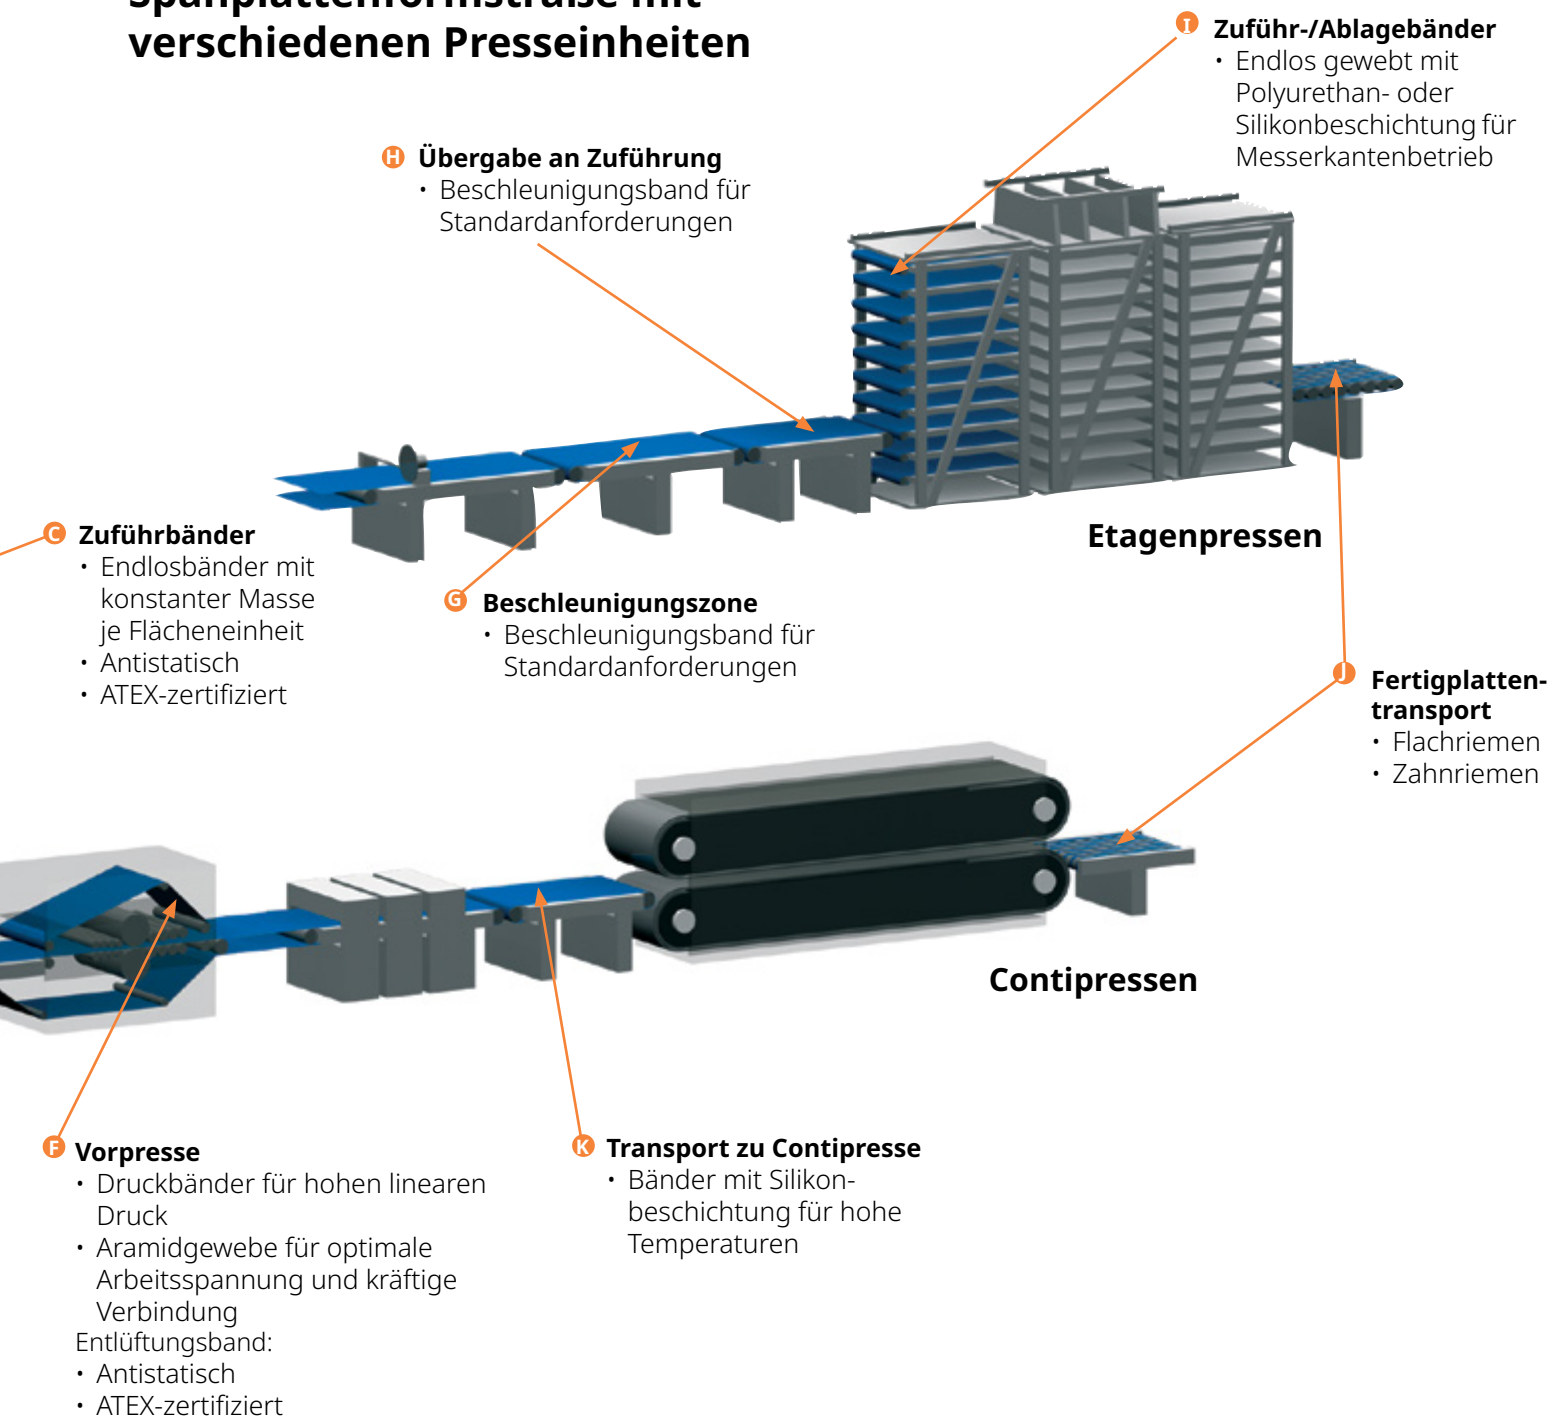 Spanplattenformstraße mit
verschiedenen Presseinheiten
I Zuführ-/Ablagebänder
• Endlos gewebt mit
Polyurethan- oder
Silikonbeschichtung für
Messerkantenbetrieb
H Übergabe an Zuführung
• Beschleunigungsband für
Standardanforderungen
Etagenpressen
C Zuführbänder
• Endlosbänder mit
konstanter Masse
je Flächeneinheit
• Antistatisch
• ATEX-zertifiziert
G Beschleunigungszone
• Beschleunigungsband für
Standardanforderungen
J Fertigplatten-
transport
• Flachriemen
• Zahnriemen
Contipressen
F Vorpresse
• Druckbänder für hohen linearen
Druck
• Aramidgewebe für optimale
Arbeitsspannung und kräftige
Verbindung
Entlüftungsband:
• Antistatisch
• ATEX-zertifiziert
K Transport zu Contipresse
• Bänder mit Silikon-
beschichtung für hohe
Temperaturen